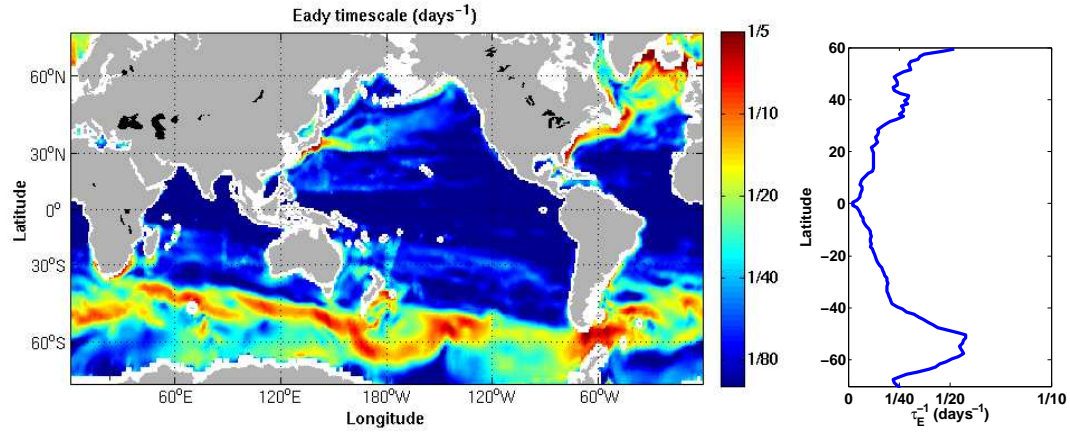 Eady timescale (days⁻¹)
60°N
30°N
0°
30°S
60°S
Latitude
60°E
120°E
180°W
120°W
60°W
Longitude
1/5
1/10
1/20
1/40
1/80
60
40
20
0
−20
−40
−60
Latitude
0
1/40
1/20
1/10
τ_E⁻¹ (days⁻¹)